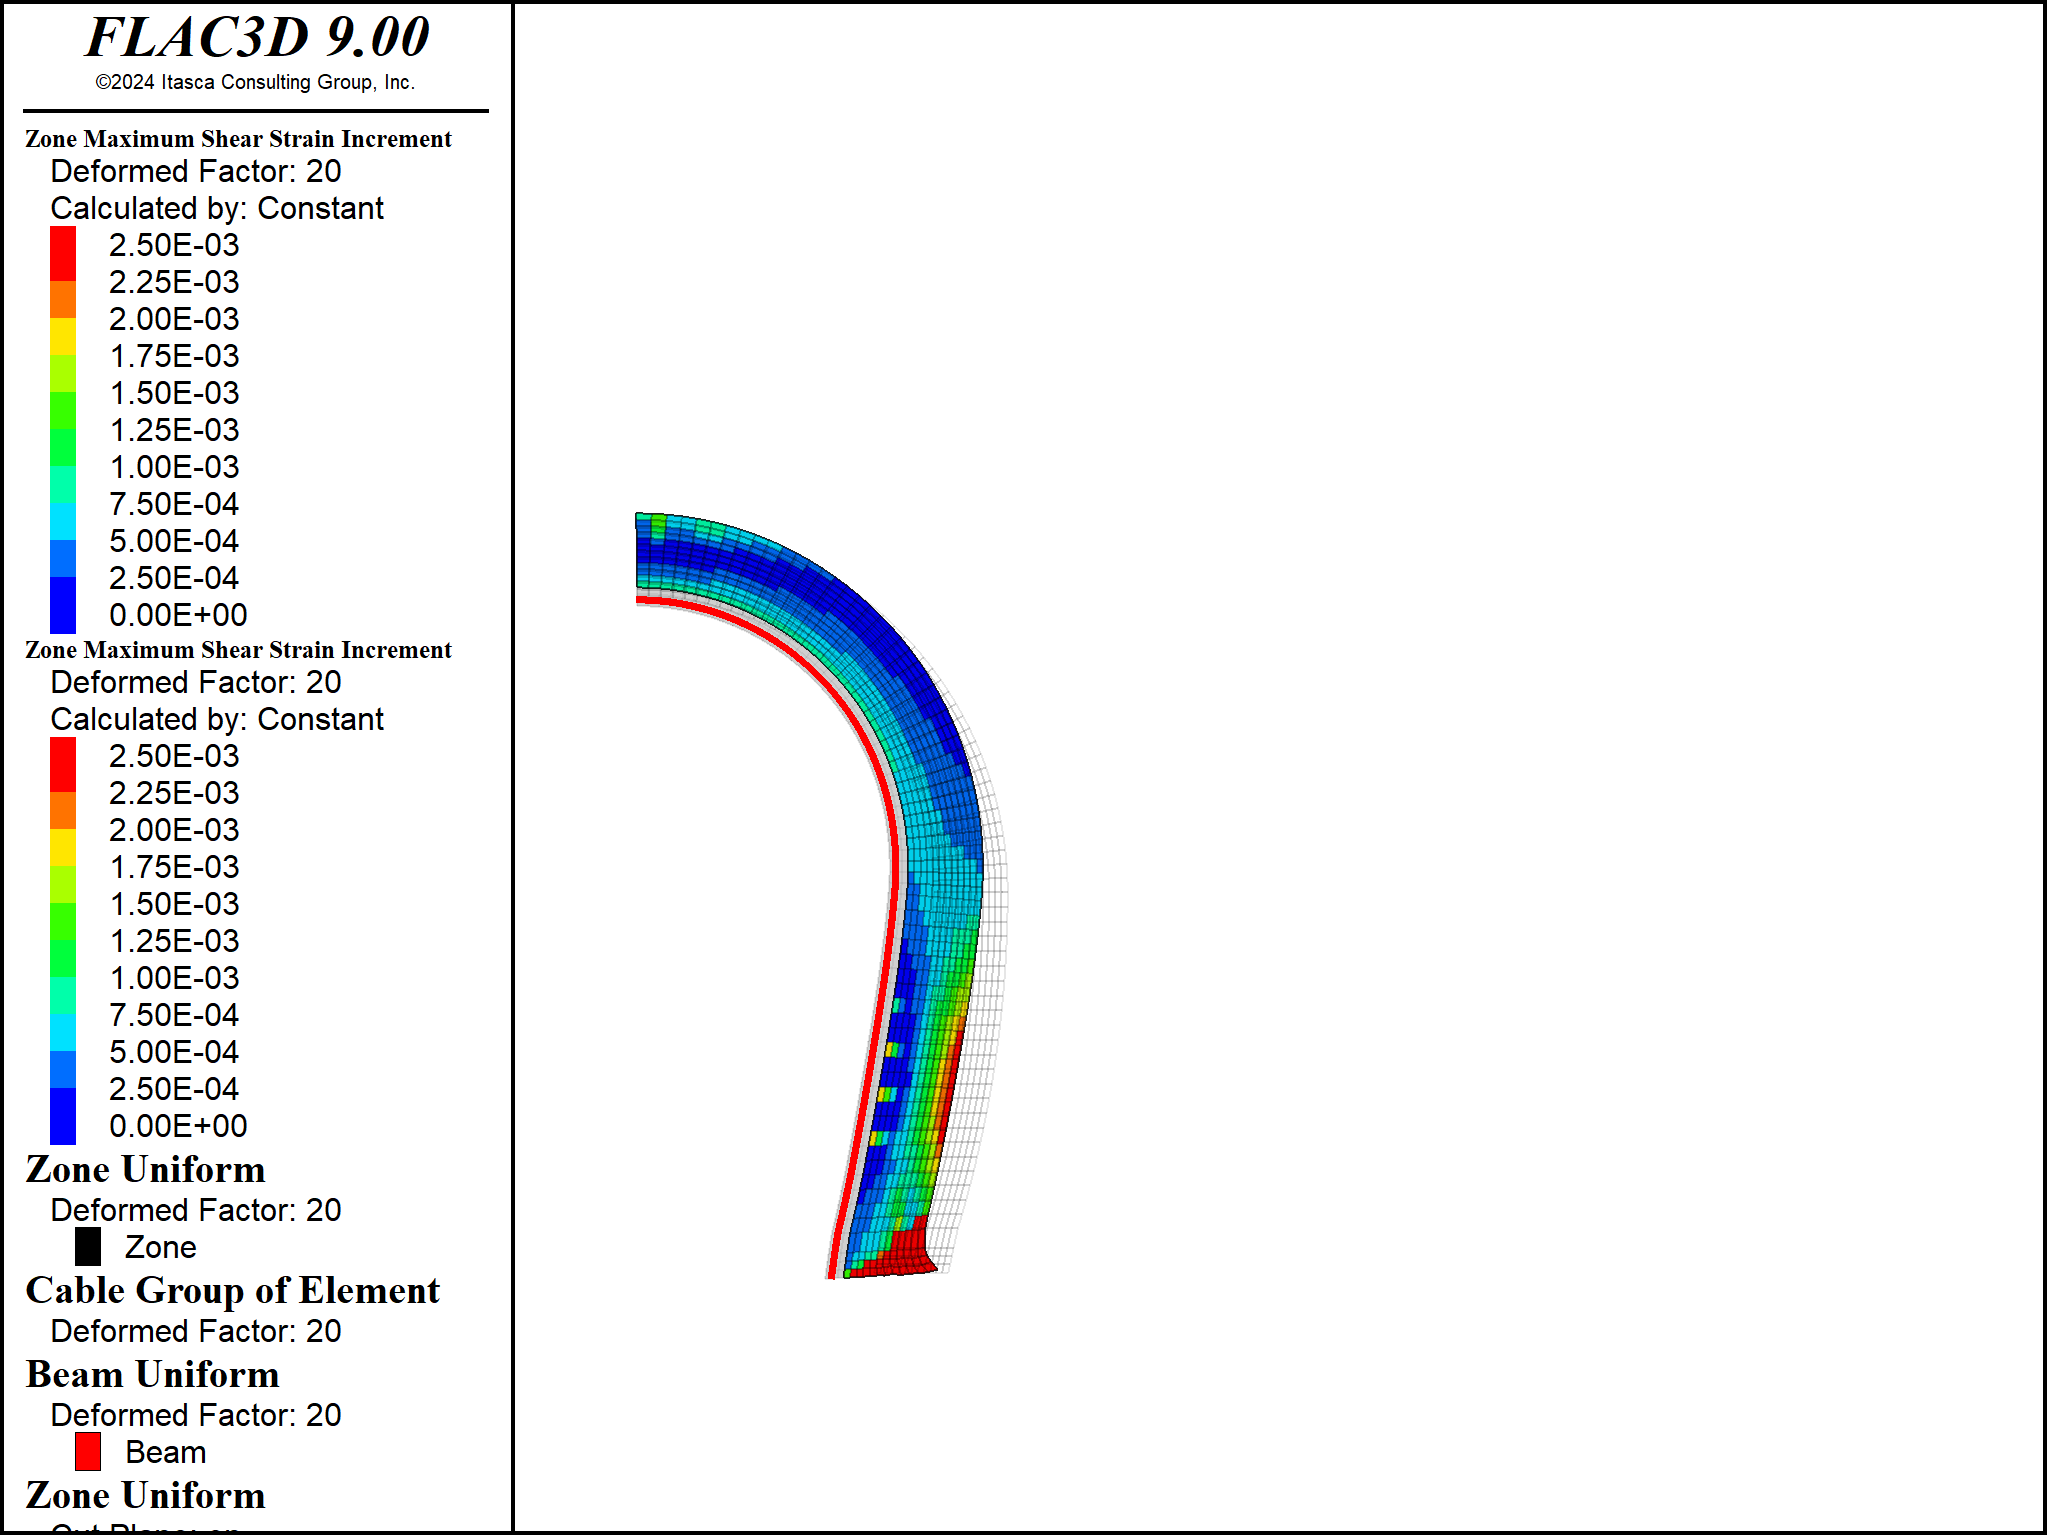 FLAC3D 9.00
©2024 Itasca Consulting Group, Inc.
Zone Maximum Shear Strain Increment
Deformed Factor: 20
Calculated by: Constant
2.50E-03
2.25E-03
2.00E-03
1.75E-03
1.50E-03
1.25E-03
1.00E-03
7.50E-04
5.00E-04
2.50E-04
0.00E+00
Zone Maximum Shear Strain Increment
Deformed Factor: 20
Calculated by: Constant
2.50E-03
2.25E-03
2.00E-03
1.75E-03
1.50E-03
1.25E-03
1.00E-03
7.50E-04
5.00E-04
2.50E-04
0.00E+00
Zone Uniform
Deformed Factor: 20
Zone
Cable Group of Element
Deformed Factor: 20
Beam Uniform
Deformed Factor: 20
Beam
Zone Uniform